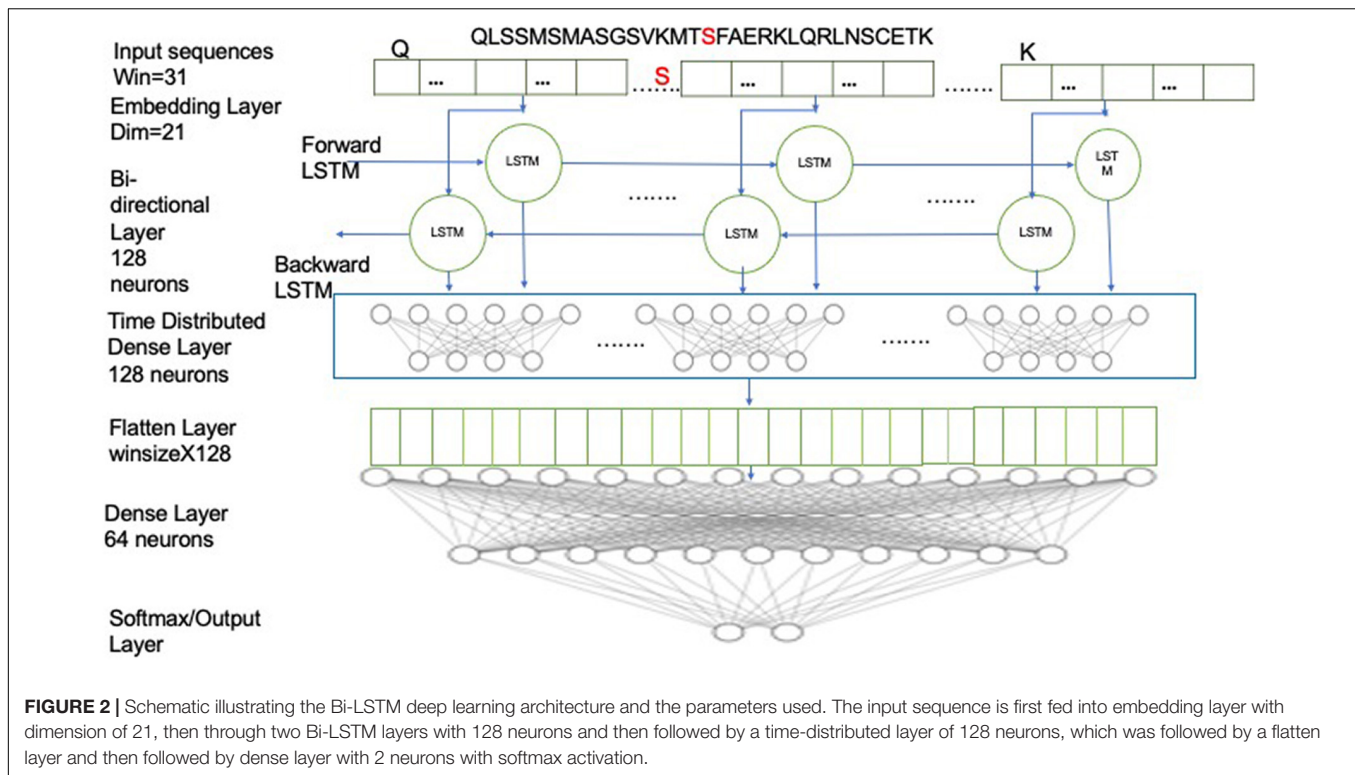 QLSSMSMASGSVKMTSFAERKLQRLNSCETK
Input sequences
Win=31
Q
S
K
... ... ....... ... ... ....... ... ...
Embedding Layer
Dim=21
Forward
LSTM
LSTM
LSTM
LST
M
Bi-
directional
Layer
128
neurons
....... .......
LSTM
LSTM
LSTM
Backward
LSTM
Time Distributed
Dense Layer
128 neurons
....... .......
Flatten Layer
winsizeX128
Dense Layer
64 neurons
Softmax/Output
Layer
FIGURE 2 | Schematic illustrating the Bi-LSTM deep learning architecture and the parameters used. The input sequence is first fed into embedding layer with
dimension of 21, then through two Bi-LSTM layers with 128 neurons and then followed by a time-distributed layer of 128 neurons, which was followed by a flatten
layer and then followed by dense layer with 2 neurons with softmax activation.